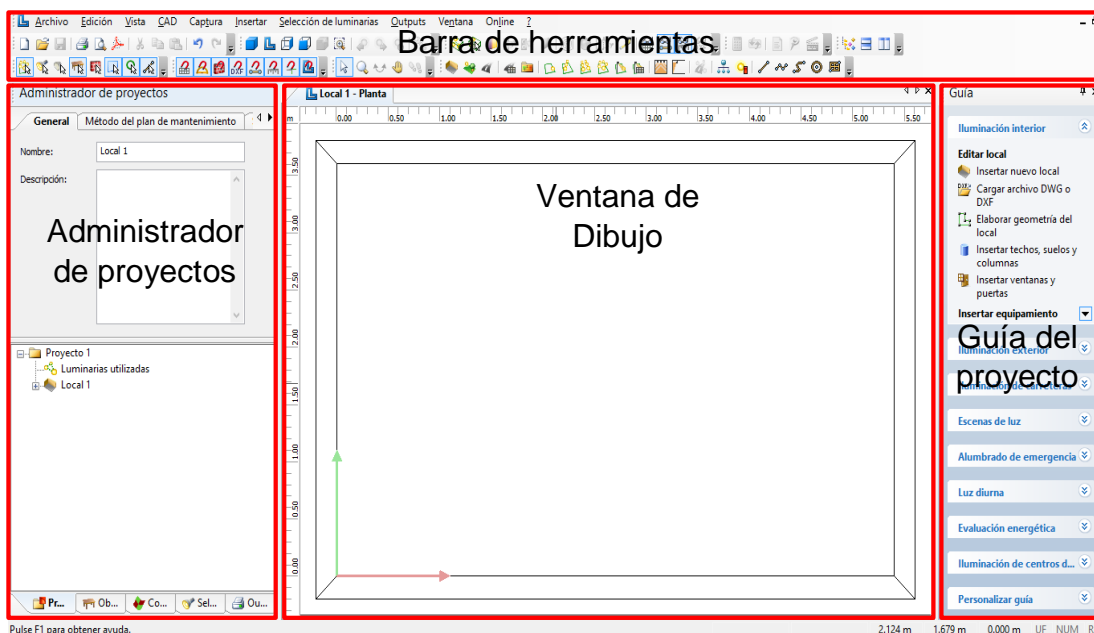 Archivo Edición Vista CAD Captura Insertar Selección de luminarias Outputs Ventana Online ?
Barra de herramientas
Administrador de proyectos
General Método del plan de mantenimiento
Nombre: Local 1
Descripción:
Administrador
de proyectos
Proyecto 1
Luminarias utilizadas
Local 1
Pr... Ob... Co... Sel... Ou...
Local 1 - Planta
m 0.00 0.50 1.00 1.50 2.00 2.50 3.00 3.50 4.00 4.50 5.00 5.50
3.50
3.00
2.50
2.00
1.50
1.00
0.50
0.00
Ventana de
Dibujo
Guía
Iluminación interior
Editar local
Insertar nuevo local
Cargar archivo DWG o
DXF
Elaborar geometría del
local
Insertar techos, suelos y
columnas
Insertar ventanas y
puertas
Insertar equipamiento
Guía del
proyecto
Iluminación exterior
Iluminación de carreteras
Escenas de luz
Alumbrado de emergencia
Luz diurna
Evaluación energética
Iluminación de centros d...
Personalizar guía
Pulse F1 para obtener ayuda. 2.124 m 1.679 m 0.000 m UF NUM R